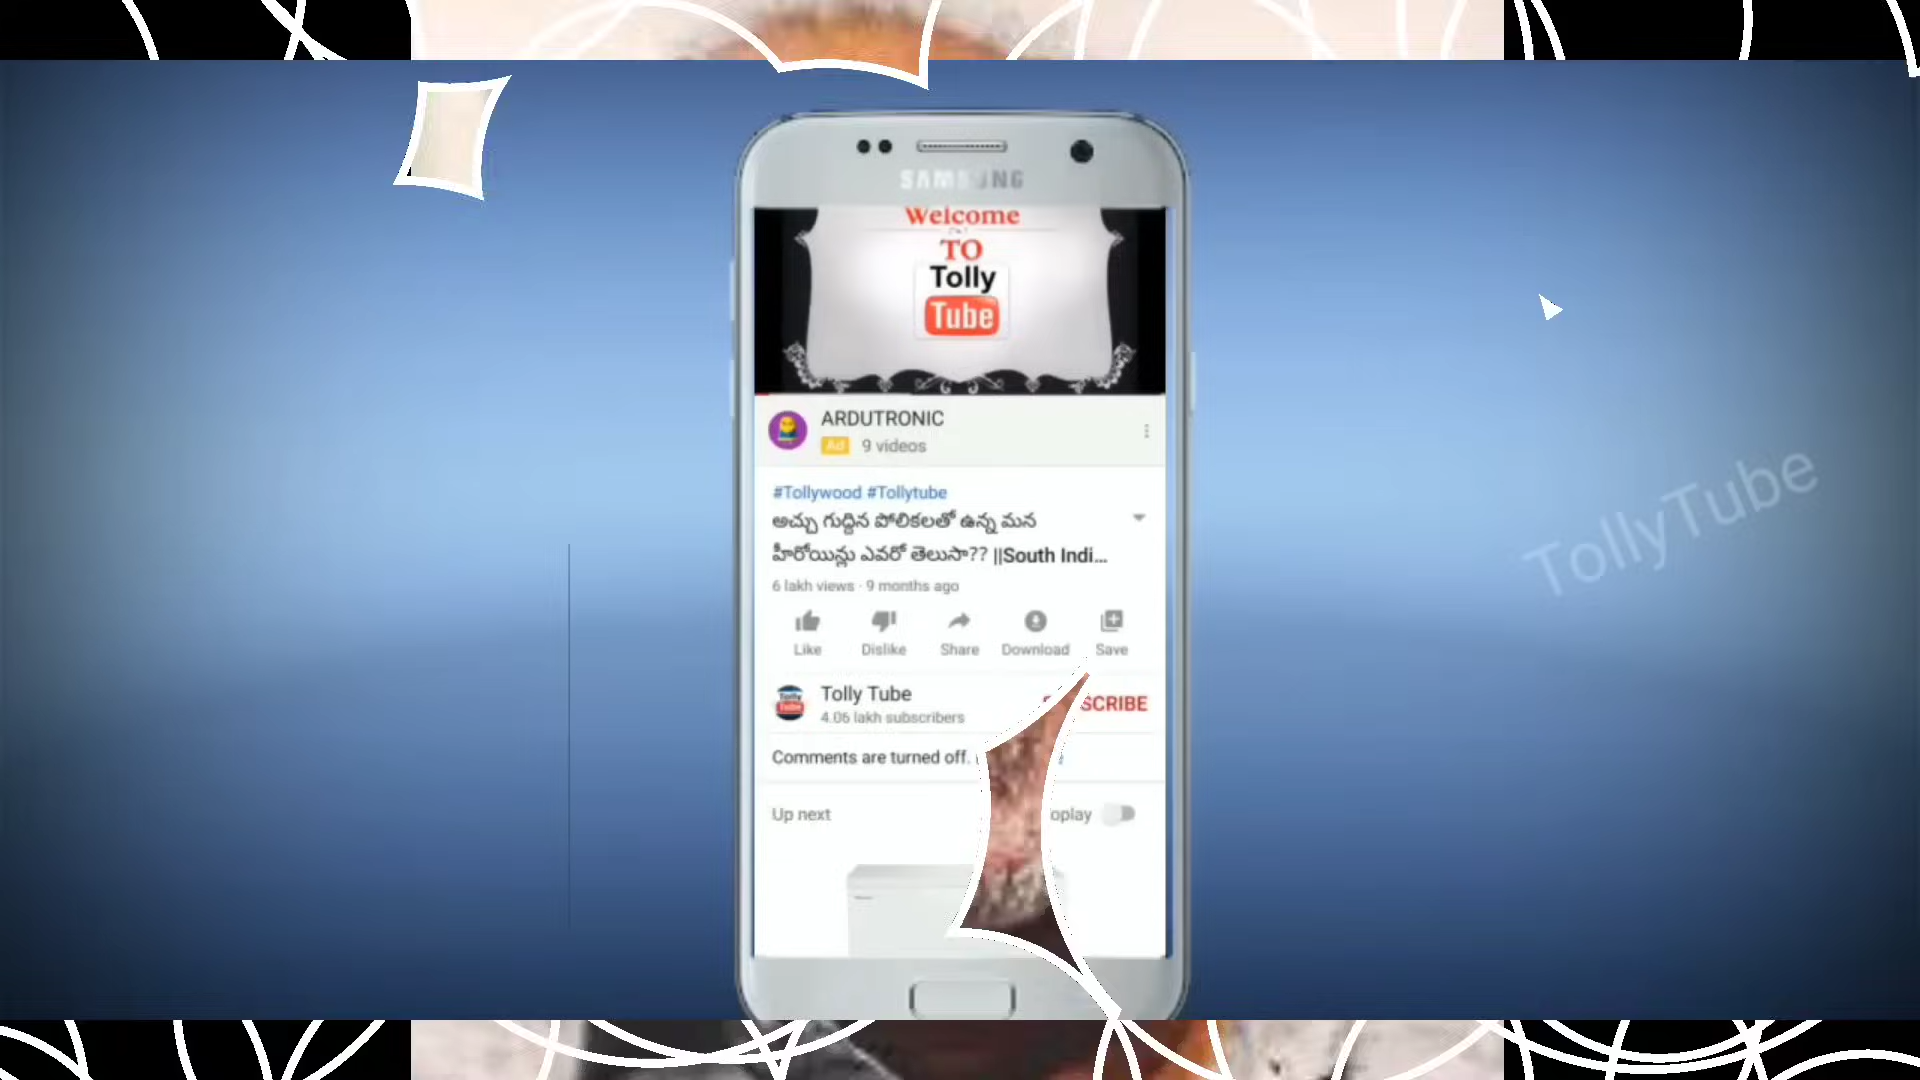 SAMSUNG
Welcome
TO
Tolly
Tube
ARDUTRONIC
Ad 9 videos
#Tollywood #Tollytube
అచ్చు గుద్దిన పోలికలతో ఉన్న మన
హీరోయిన్లు ఎవరో తెలుసా?? ||South Indi...
6 lakh views · 9 months ago
Like Dislike Share Download Save
Tolly Tube
4.06 lakh subscribers
SCRIBE
Comments are turned off.
Up next oplay
TollyTube